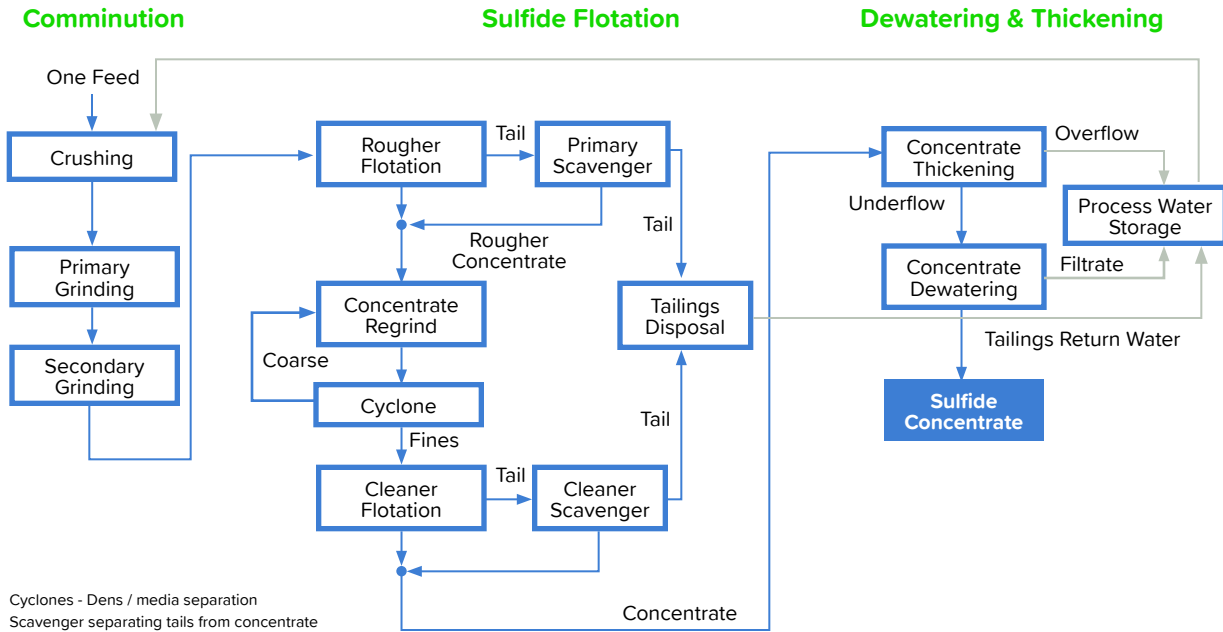 Comminution
Sulfide Flotation
Dewatering & Thickening
One Feed
Crushing
Primary
Grinding
Secondary
Grinding
Rougher
Flotation
Tail
Primary
Scavenger
Rougher
Concentrate
Tail
Concentrate
Regrind
Coarse
Cyclone
Fines
Tailings
Disposal
Tail
Cleaner
Flotation
Tail
Cleaner
Scavenger
Concentrate
Concentrate
Thickening
Overflow
Underflow
Process Water
Storage
Concentrate
Dewatering
Filtrate
Tailings Return Water
Sulfide
Concentrate
Cyclones - Dens / media separation
Scavenger separating tails from concentrate